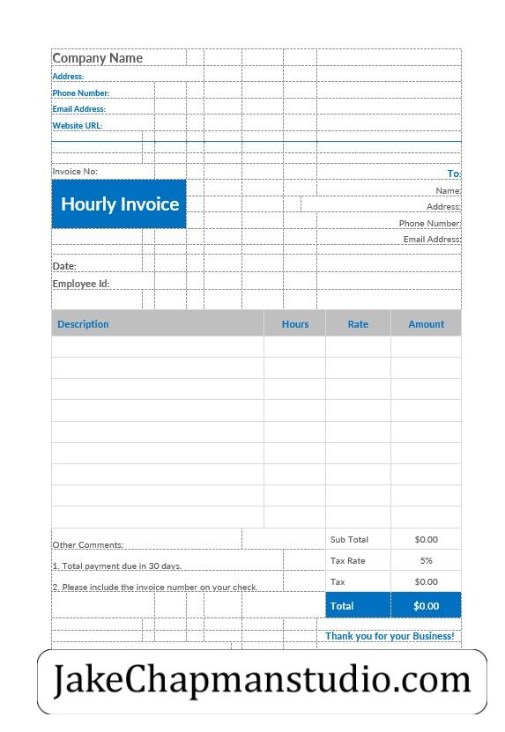 Company Name
Address:
Phone Number:
Email Address:
Website URL:
Invoice No:
To:
Hourly Invoice
Name:
Address:
Phone Number:
Email Address:
Date:
Employee Id:
Description Hours Rate Amount
Other Comments: Sub Total $0.00
1. Total payment due in 30 days. Tax Rate 5%
2. Please include the invoice number on your check. Tax $0.00
Total $0.00
Thank you for your Business!
JakeChapmanstudio.com